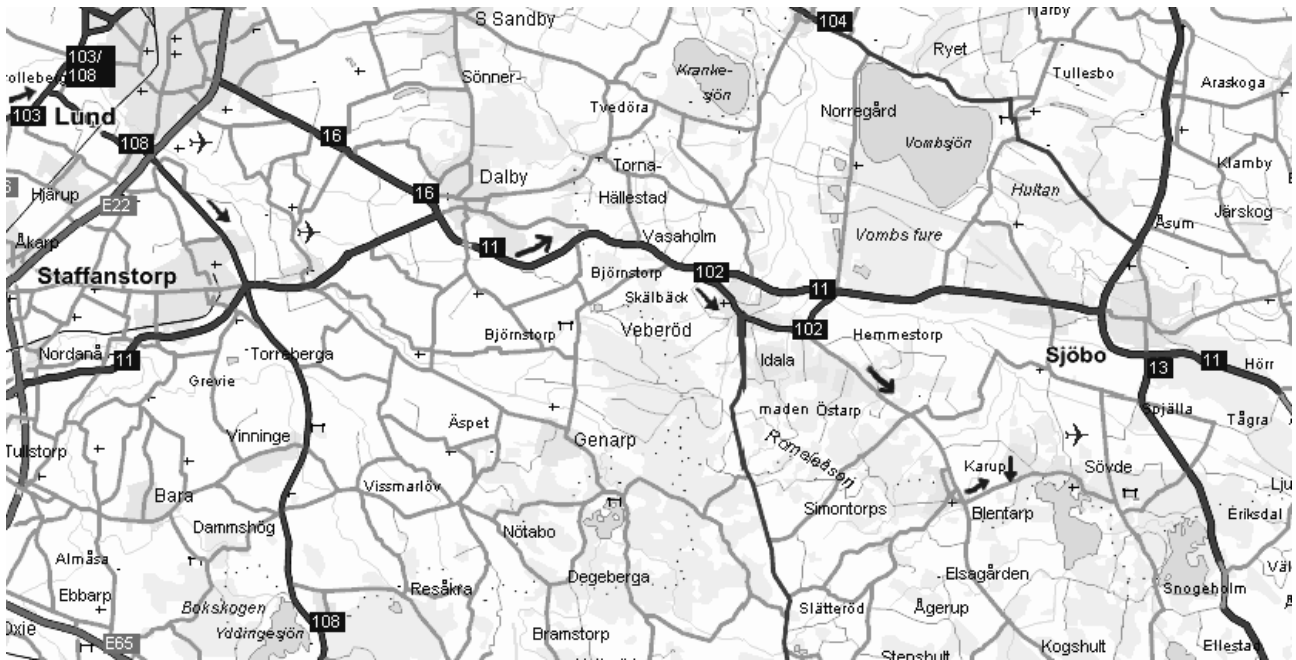 S Sandby
104
Tjärby
Ryet
103/
108
Krankesjön
Sönner-
Tullesbo
Araskoga
103
Lund
Tvedöra
Norregård
108
16
Vombsjön
Torna-
Klamby
Hjärup
16
Dalby
Hultan
E22
Hällestad
Järskog
Åkarp
Vasaholm
Vombs fure
Åsum
11
Staffanstorp
Björnstorp
102
11
Skälbäck
Björnstorp
Veberöd
102
Hemmestorp
Nordanå
11
Torreberga
Idala
Sjöbo
13
11
Hörr
Grevie
maden Östarp
Spjälla
Tågra
Äspet
Vinninge
Genarp
Romeleåsen
Tullstorp
Karup
Sövde
Bara
Vissmarlöv
Simontorps
Blentarp
Eriksdal
Dammshög
Nötabo
Almåsa
Degeberga
Elsagården
Snogeholm
Ebbarp
Resåkra
Bokskogen
Slätteröd
Ågerup
108
Yddingesjön
Bramstorp
E65
Kogshult
Ellestad